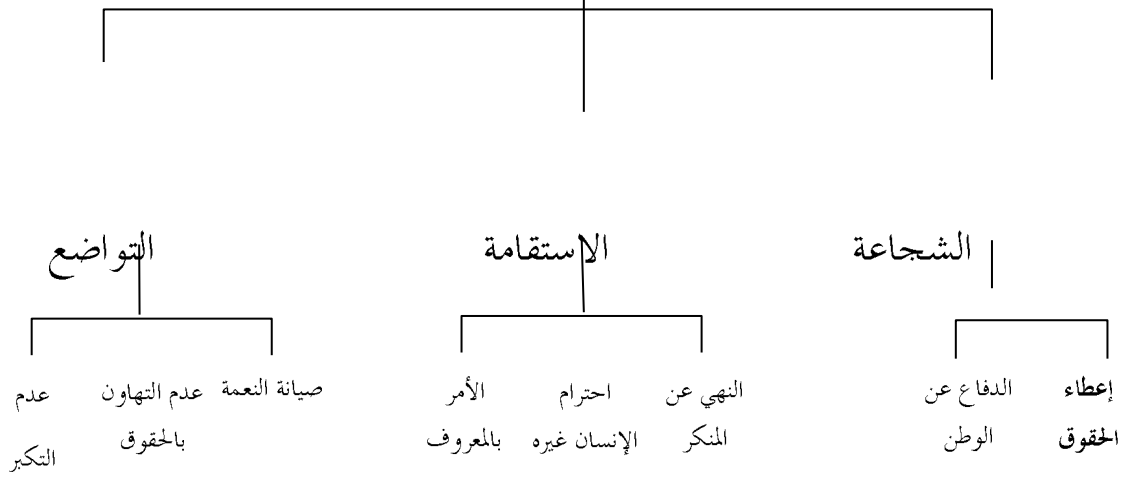 الشجاعة
الاستقامة
التواضع
إعطاء
الحقوق
الدفاع عن
الوطن
النهي عن
المنكر
احترام
الإنسان غيره
الأمر
بالمعروف
صيانة النعمة
عدم التهاون
بالحقوق
عدم
التكبر